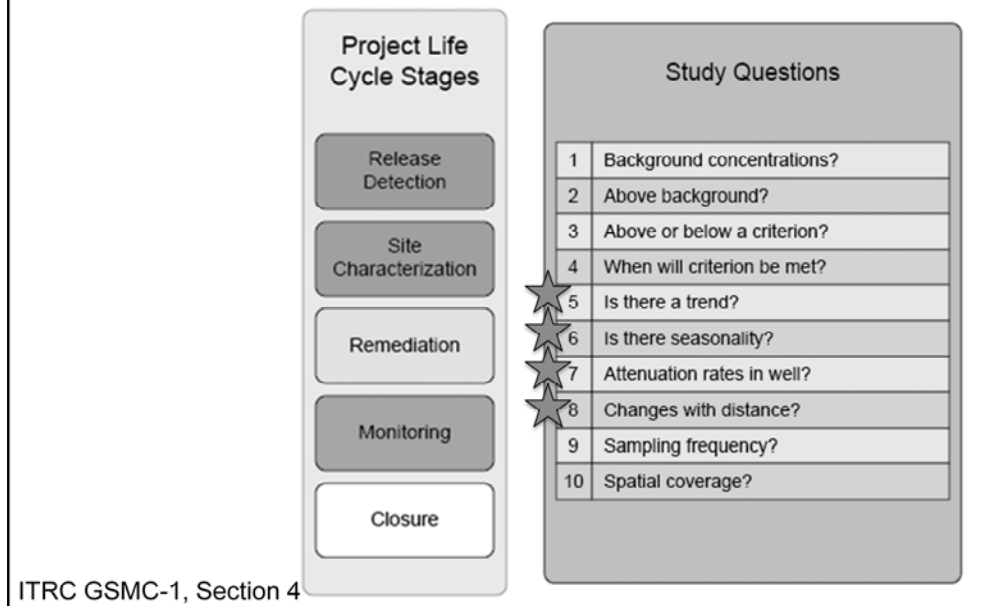 Project Life
Cycle Stages
Release
Detection
Site
Characterization
Remediation
Monitoring
Closure
Study Questions
1 Background concentrations?
2 Above background?
3 Above or below a criterion?
4 When will criterion be met?
5 Is there a trend?
6 Is there seasonality?
7 Attenuation rates in well?
8 Changes with distance?
9 Sampling frequency?
10 Spatial coverage?
ITRC GSMC-1, Section 4